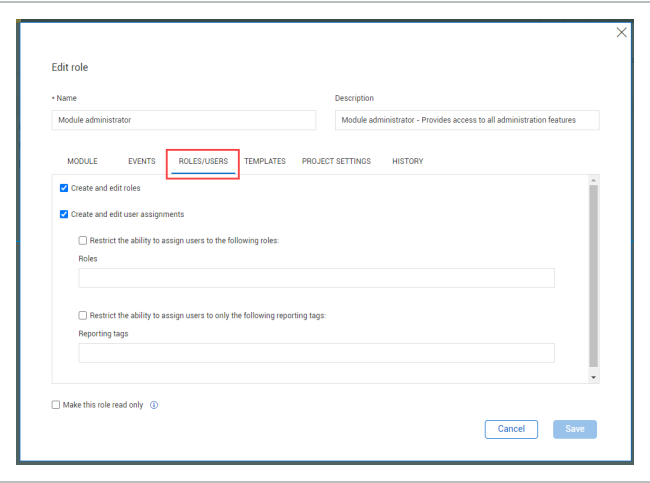 Edit role
• Name
Description
Module administrator
Module administrator - Provides access to all administration features
MODULE EVENTS ROLES/USERS TEMPLATES PROJECT SETTINGS HISTORY
Create and edit roles
Create and edit user assignments
Restrict the ability to assign users to the following roles:
Roles
Restrict the ability to assign users to only the following reporting tags:
Reporting tags
Make this role read only
Cancel
Save